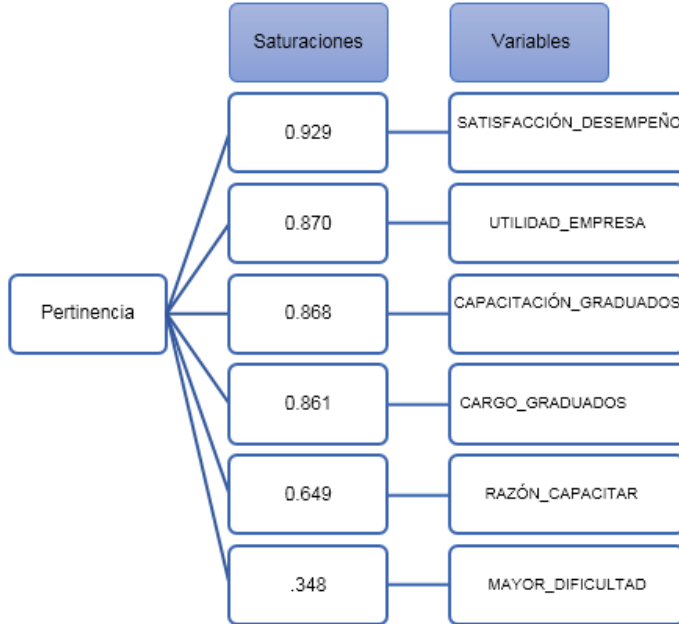 Saturaciones
Variables
0.929
SATISFACCIÓN_DESEMPEÑO
0.870
UTILIDAD_EMPRESA
Pertinencia
0.868
CAPACITACIÓN_GRADUADOS
0.861
CARGO_GRADUADOS
0.649
RAZÓN_CAPACITAR
.348
MAYOR_DIFICULTAD